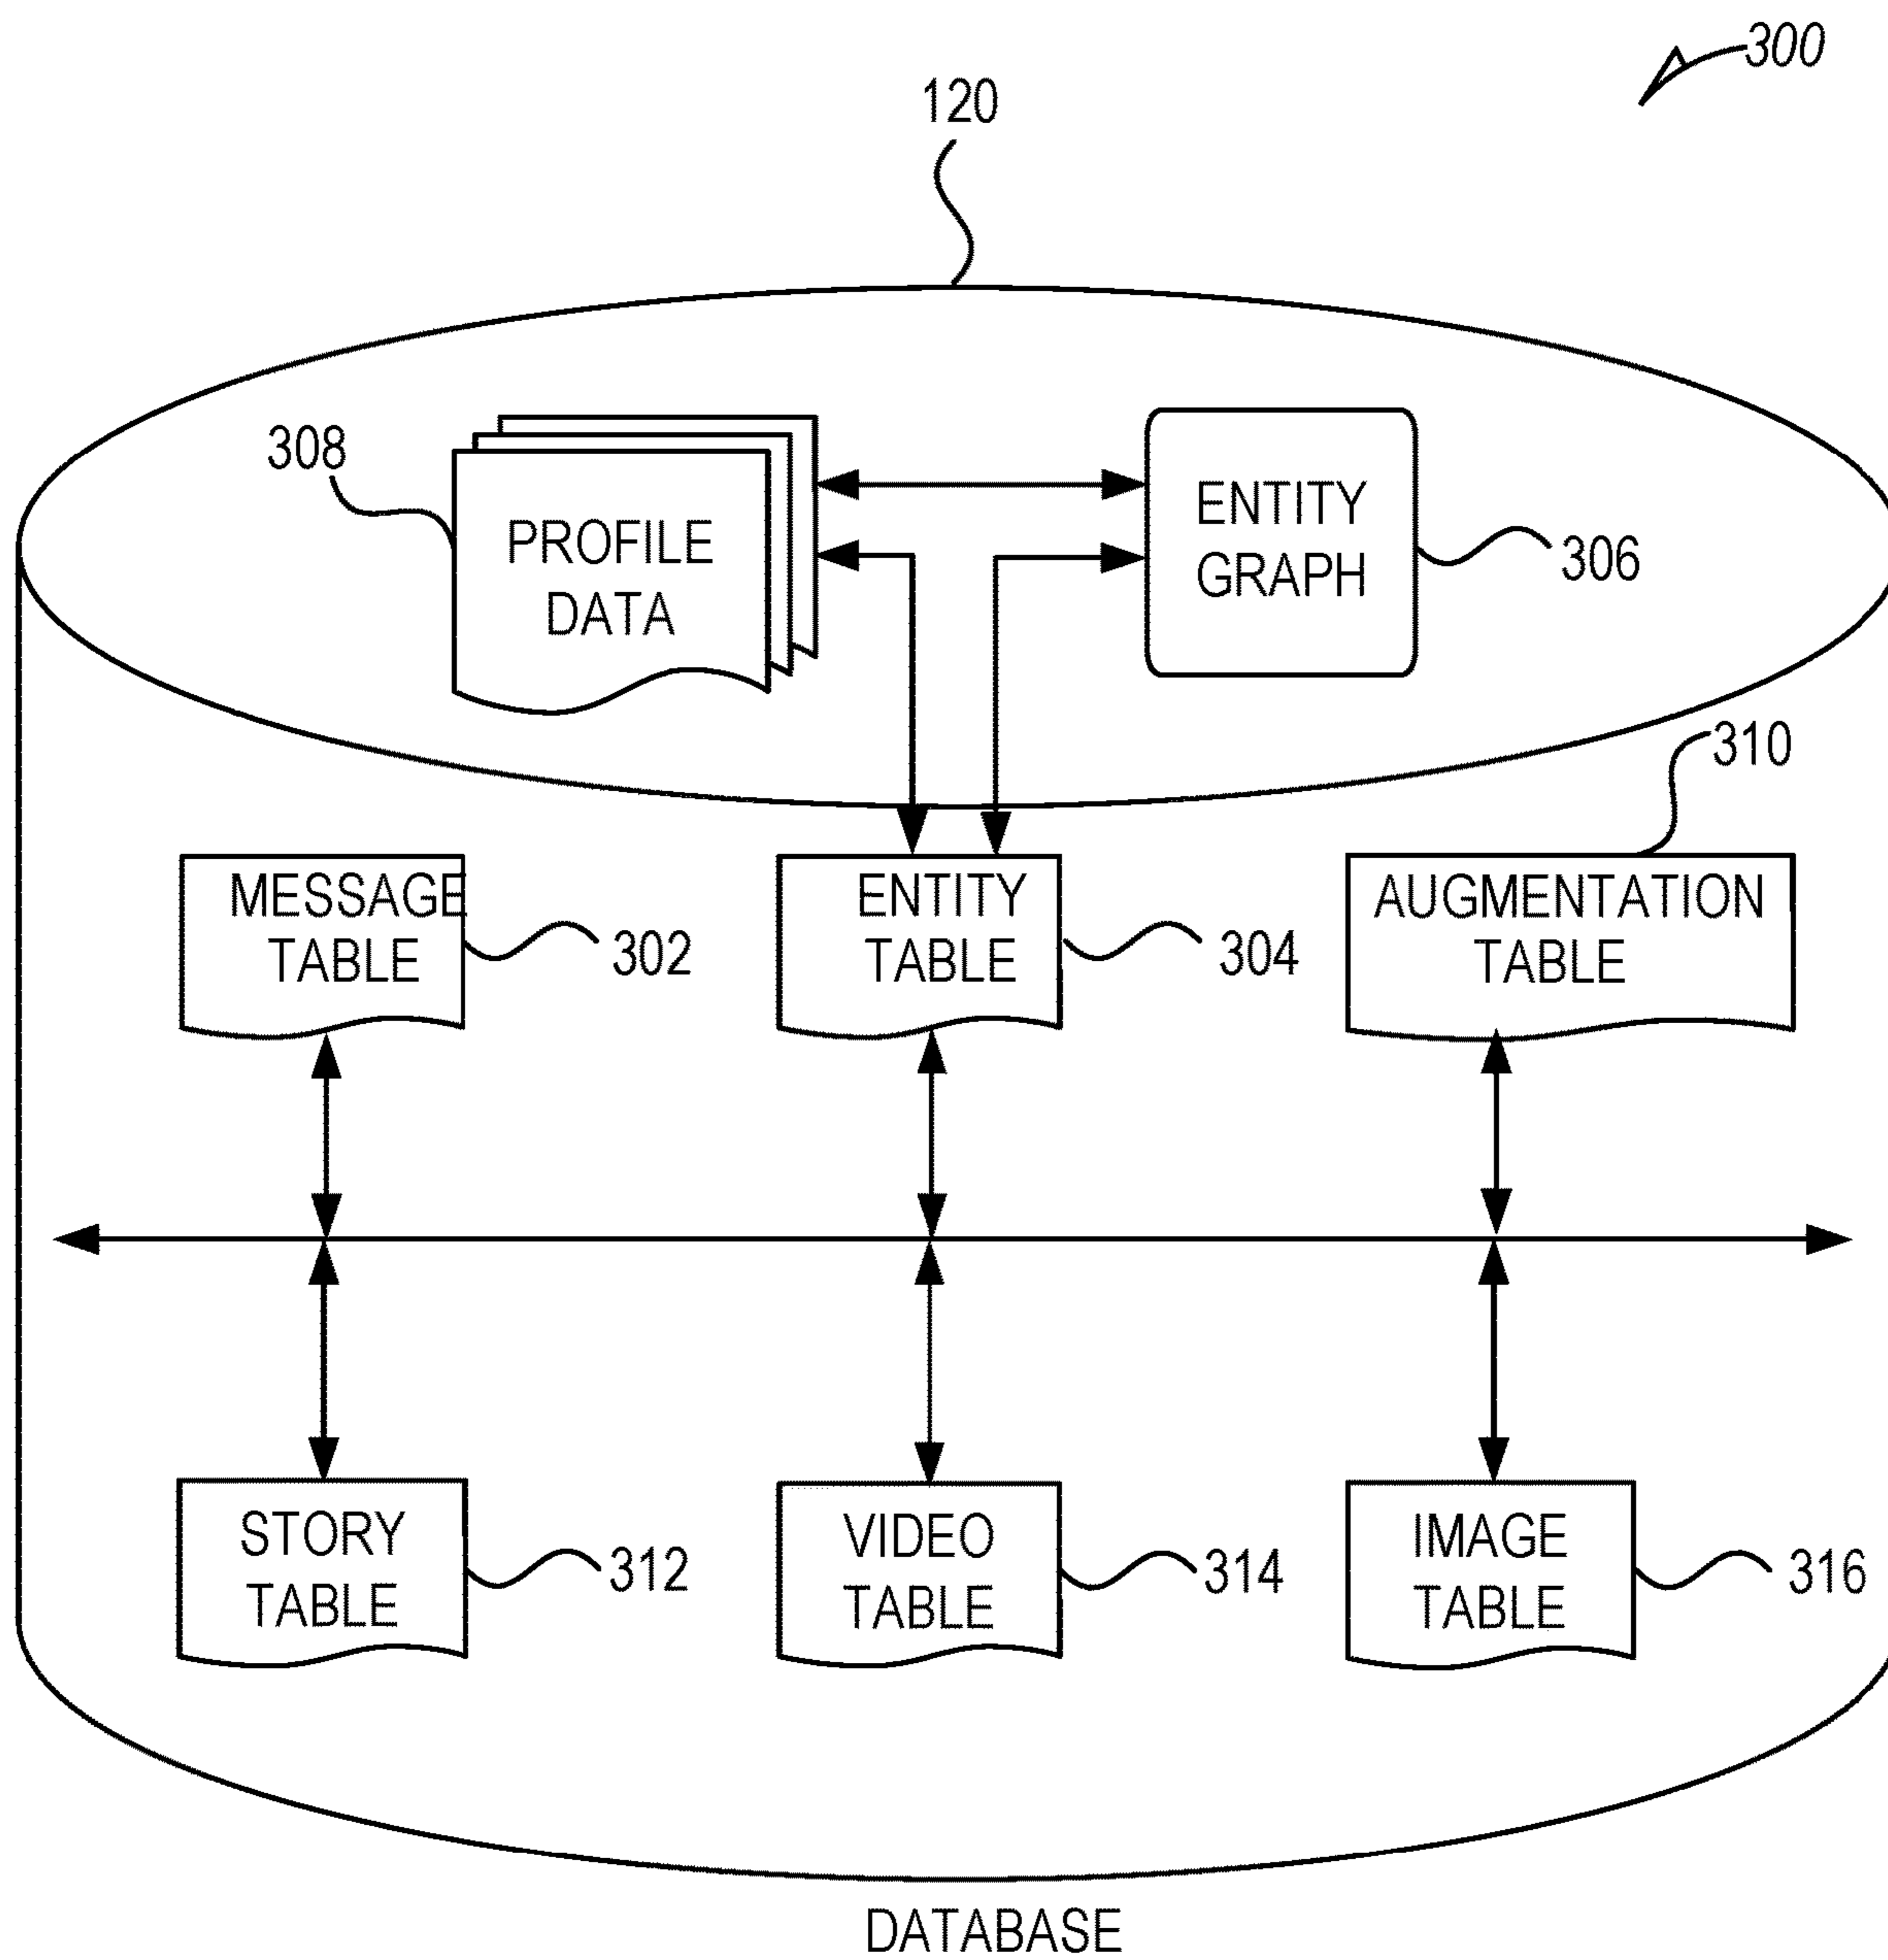 300
120
308
PROFILE
DATA
ENTITY
GRAPH
306
310
MESSAGE
TABLE
302
ENTITY
TABLE
304
AUGMENTATION
TABLE
STORY
TABLE
312
VIDEO
TABLE
314
IMAGE
TABLE
316
DATABASE